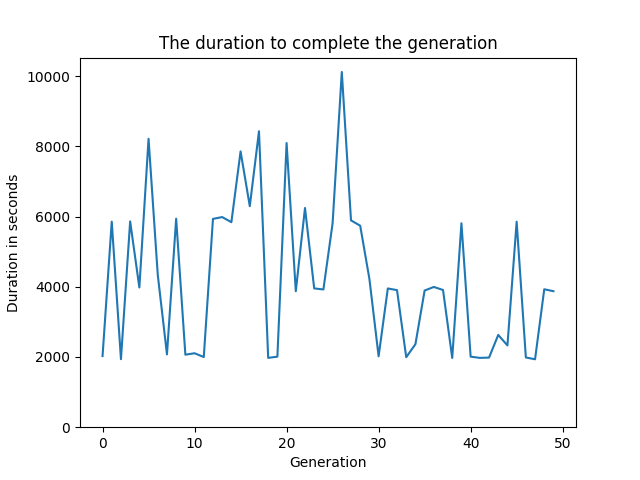 The duration to complete the generation
Duration in seconds
10000
8000
6000
4000
2000
0
0 10 20 30 40 50
Generation